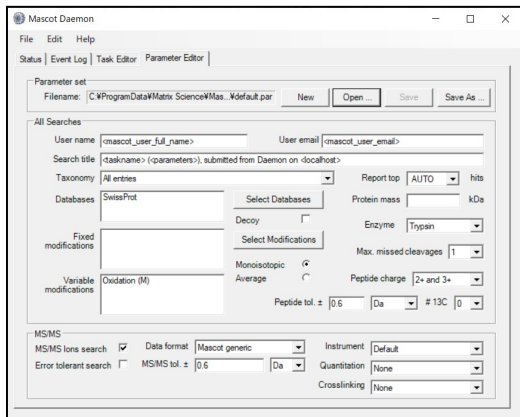 Mascot Daemon
File Edit Help
Status Event Log Task Editor Parameter Editor
Parameter set
Filename: C:¥ProgramData¥Matrix Science¥Mas...¥default.par New Open ... Save Save As ...
All Searches
User name <mascot_user_full_name> User email <mascot_user_email>
Search title <taskname> (<parameters>), submitted from Daemon on <localhost>
Taxonomy All entries Report top AUTO hits
Databases SwissProt Select Databases Protein mass kDa
Decoy
Enzyme Trypsin
Fixed modifications Select Modifications
Max. missed cleavages 1
Monoisotopic
Variable modifications Oxidation (M) Average Peptide charge 2+ and 3+
Peptide tol. ± 0.6 Da # 13C 0
MS/MS
MS/MS Ions search Data format Mascot generic Instrument Default
Error tolerant search MS/MS tol. ± 0.6 Da Quantitation None
Crosslinking None